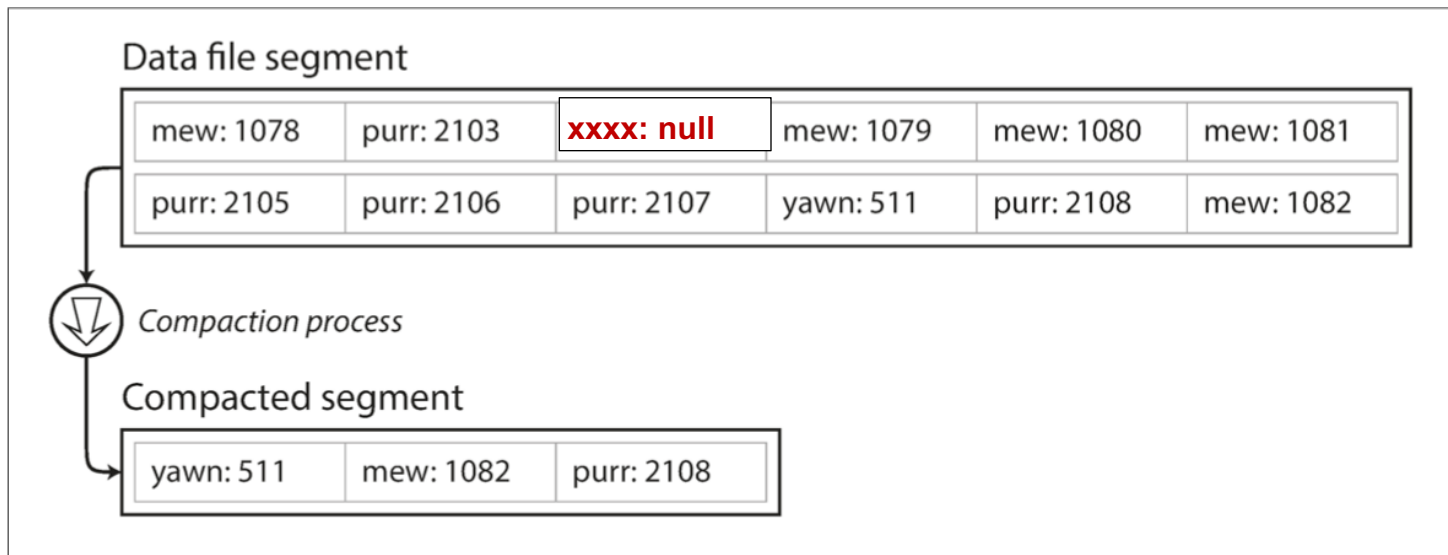 Data file segment
mew: 1078 purr: 2103 xxxx: null mew: 1079 mew: 1080 mew: 1081
purr: 2105 purr: 2106 purr: 2107 yawn: 511 purr: 2108 mew: 1082
Compaction process
Compacted segment
yawn: 511 mew: 1082 purr: 2108